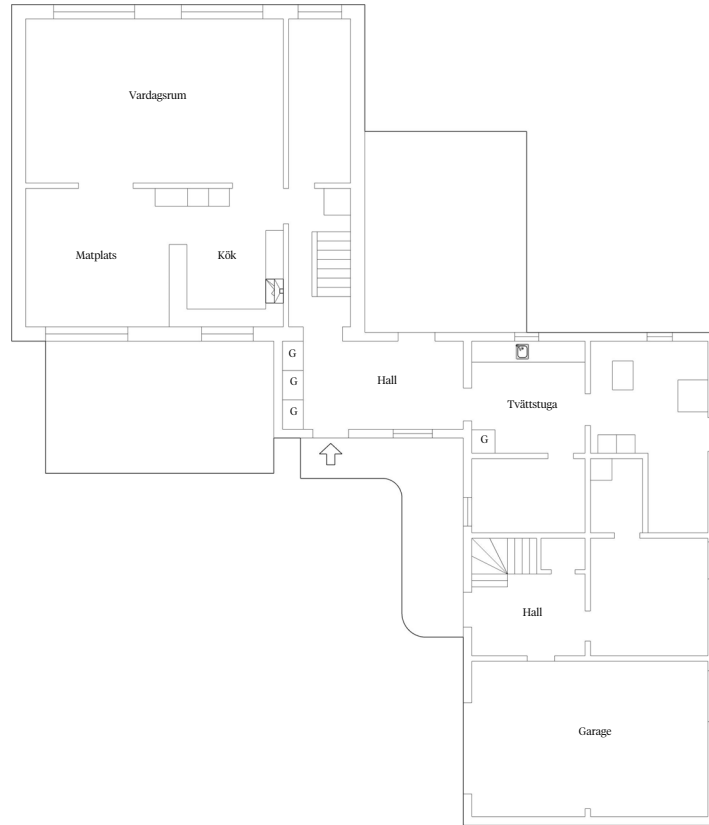 Vardagsrum
Matplats
Kök
G
G
G
Hall
Tvättstuga
G
Hall
Garage